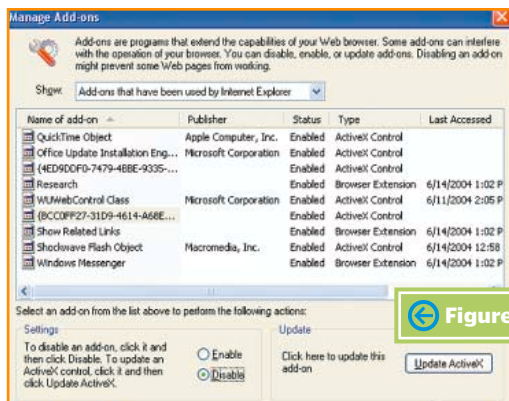 Manage Add-ons
Add-ons are programs that extend the capabilities of your Web browser. Some add-ons can interfere
with the operation of your browser. You can disable, enable, or update add-ons. Disabling an add-on
might prevent some Web pages from working.
Show: Add-ons that have been used by Internet Explorer
Name of add-on Publisher Status Type Last Accessed
QuickTime Object Apple Computer, Inc. Enabled ActiveX Control
Office Update Installation Eng... Microsoft Corporation Enabled ActiveX Control
{4ED9DDF0-7479-4BBE-9335-... Enabled ActiveX Control
Research Enabled Browser Extension 6/14/2004 1:02 P
WUWebControl Class Microsoft Corporation Enabled ActiveX Control 6/11/2004 2:05 P
{BCC0FF27-31D9-4614-A68E... Enabled ActiveX Control
Show Related Links Enabled Browser Extension 6/14/2004 1:02 P
Shockwave Flash Object Macromedia, Inc. Enabled ActiveX Control 6/14/2004 12:58
Windows Messenger Enabled Browser Extension 6/14/2004 1:02 P
Select an add-on from the list above to perform the following actions:
Figure
Settings
To disable an add-on, click it and
then click Disable. To update an
ActiveX control, click it and then
click Update ActiveX.
Enable
Disable
Update
Click here to update this
add-on
Update ActiveX